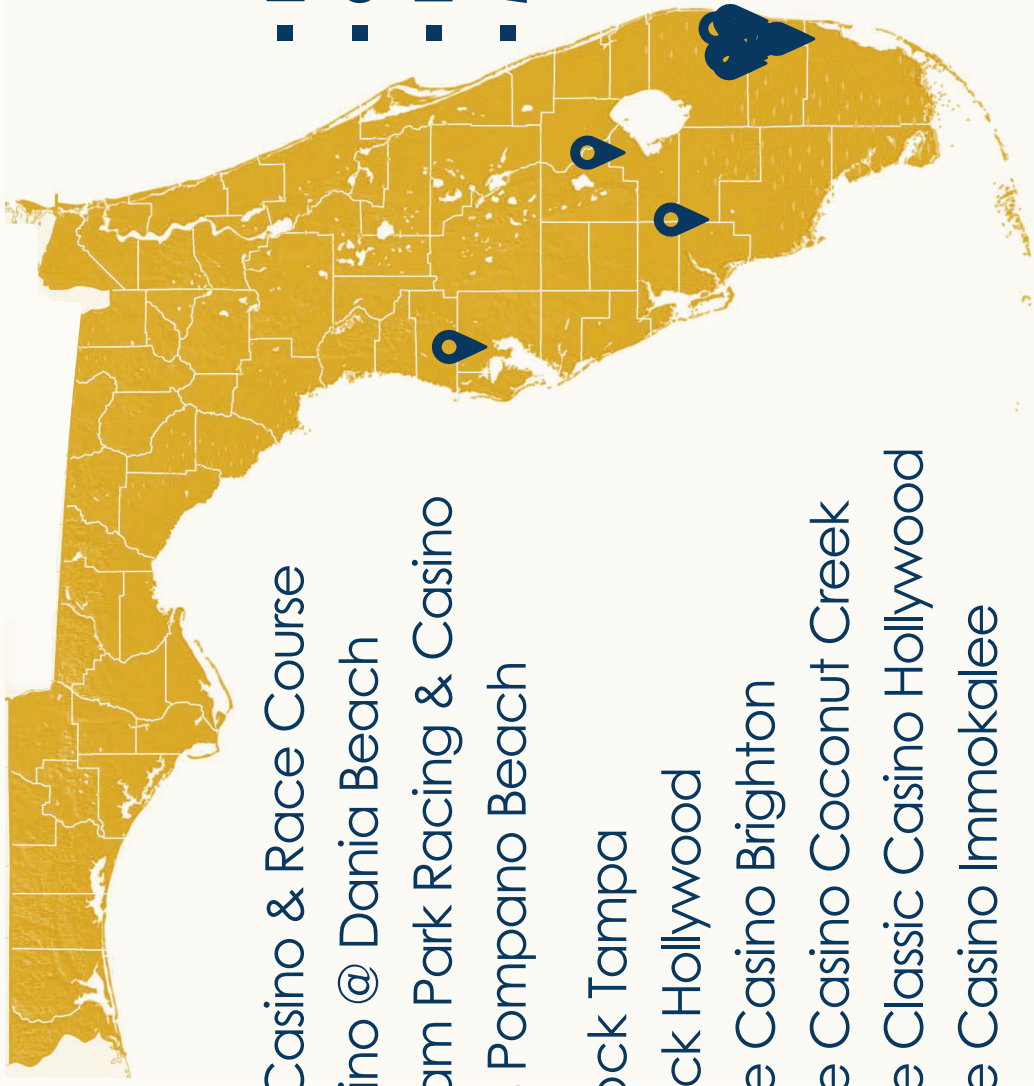 Casino & Race Course
ino @ Dania Beach
am Park Racing & Casino
Pompano Beach
ock Tampa
ck Hollywood
e Casino Brighton
e Casino Coconut Creek
e Classic Casino Hollywood
e Casino Immokalee